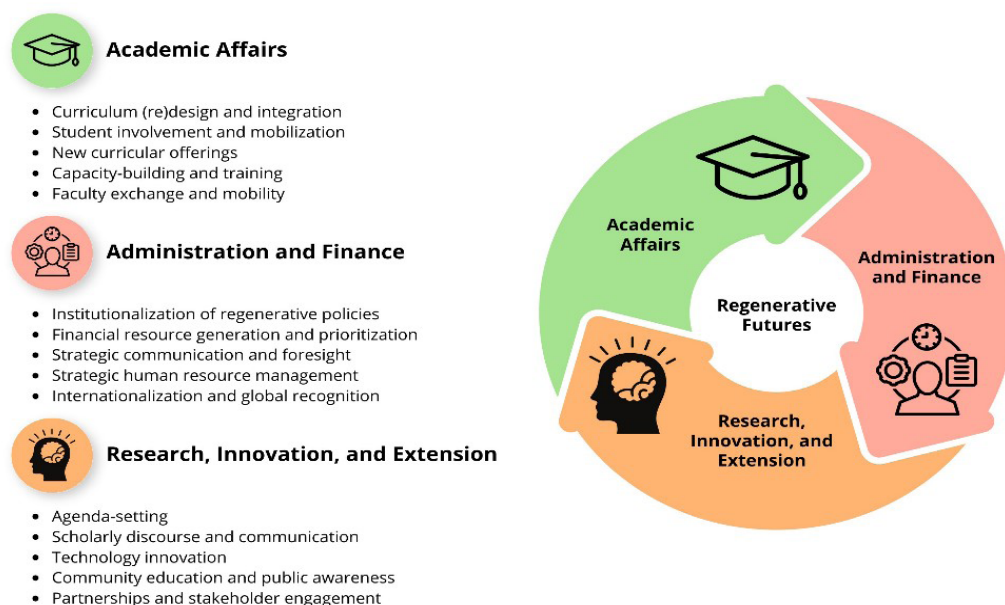 Academic Affairs
• Curriculum (re)design and integration
• Student involvement and mobilization
• New curricular offerings
• Capacity-building and training
• Faculty exchange and mobility
Administration and Finance
• Institutionalization of regenerative policies
• Financial resource generation and prioritization
• Strategic communication and foresight
• Strategic human resource management
• Internationalization and global recognition
Research, Innovation, and Extension
• Agenda-setting
• Scholarly discourse and communication
• Technology innovation
• Community education and public awareness
• Partnerships and stakeholder engagement
Academic
Affairs
Administration
and Finance
Regenerative
Futures
Research,
Innovation, and
Extension